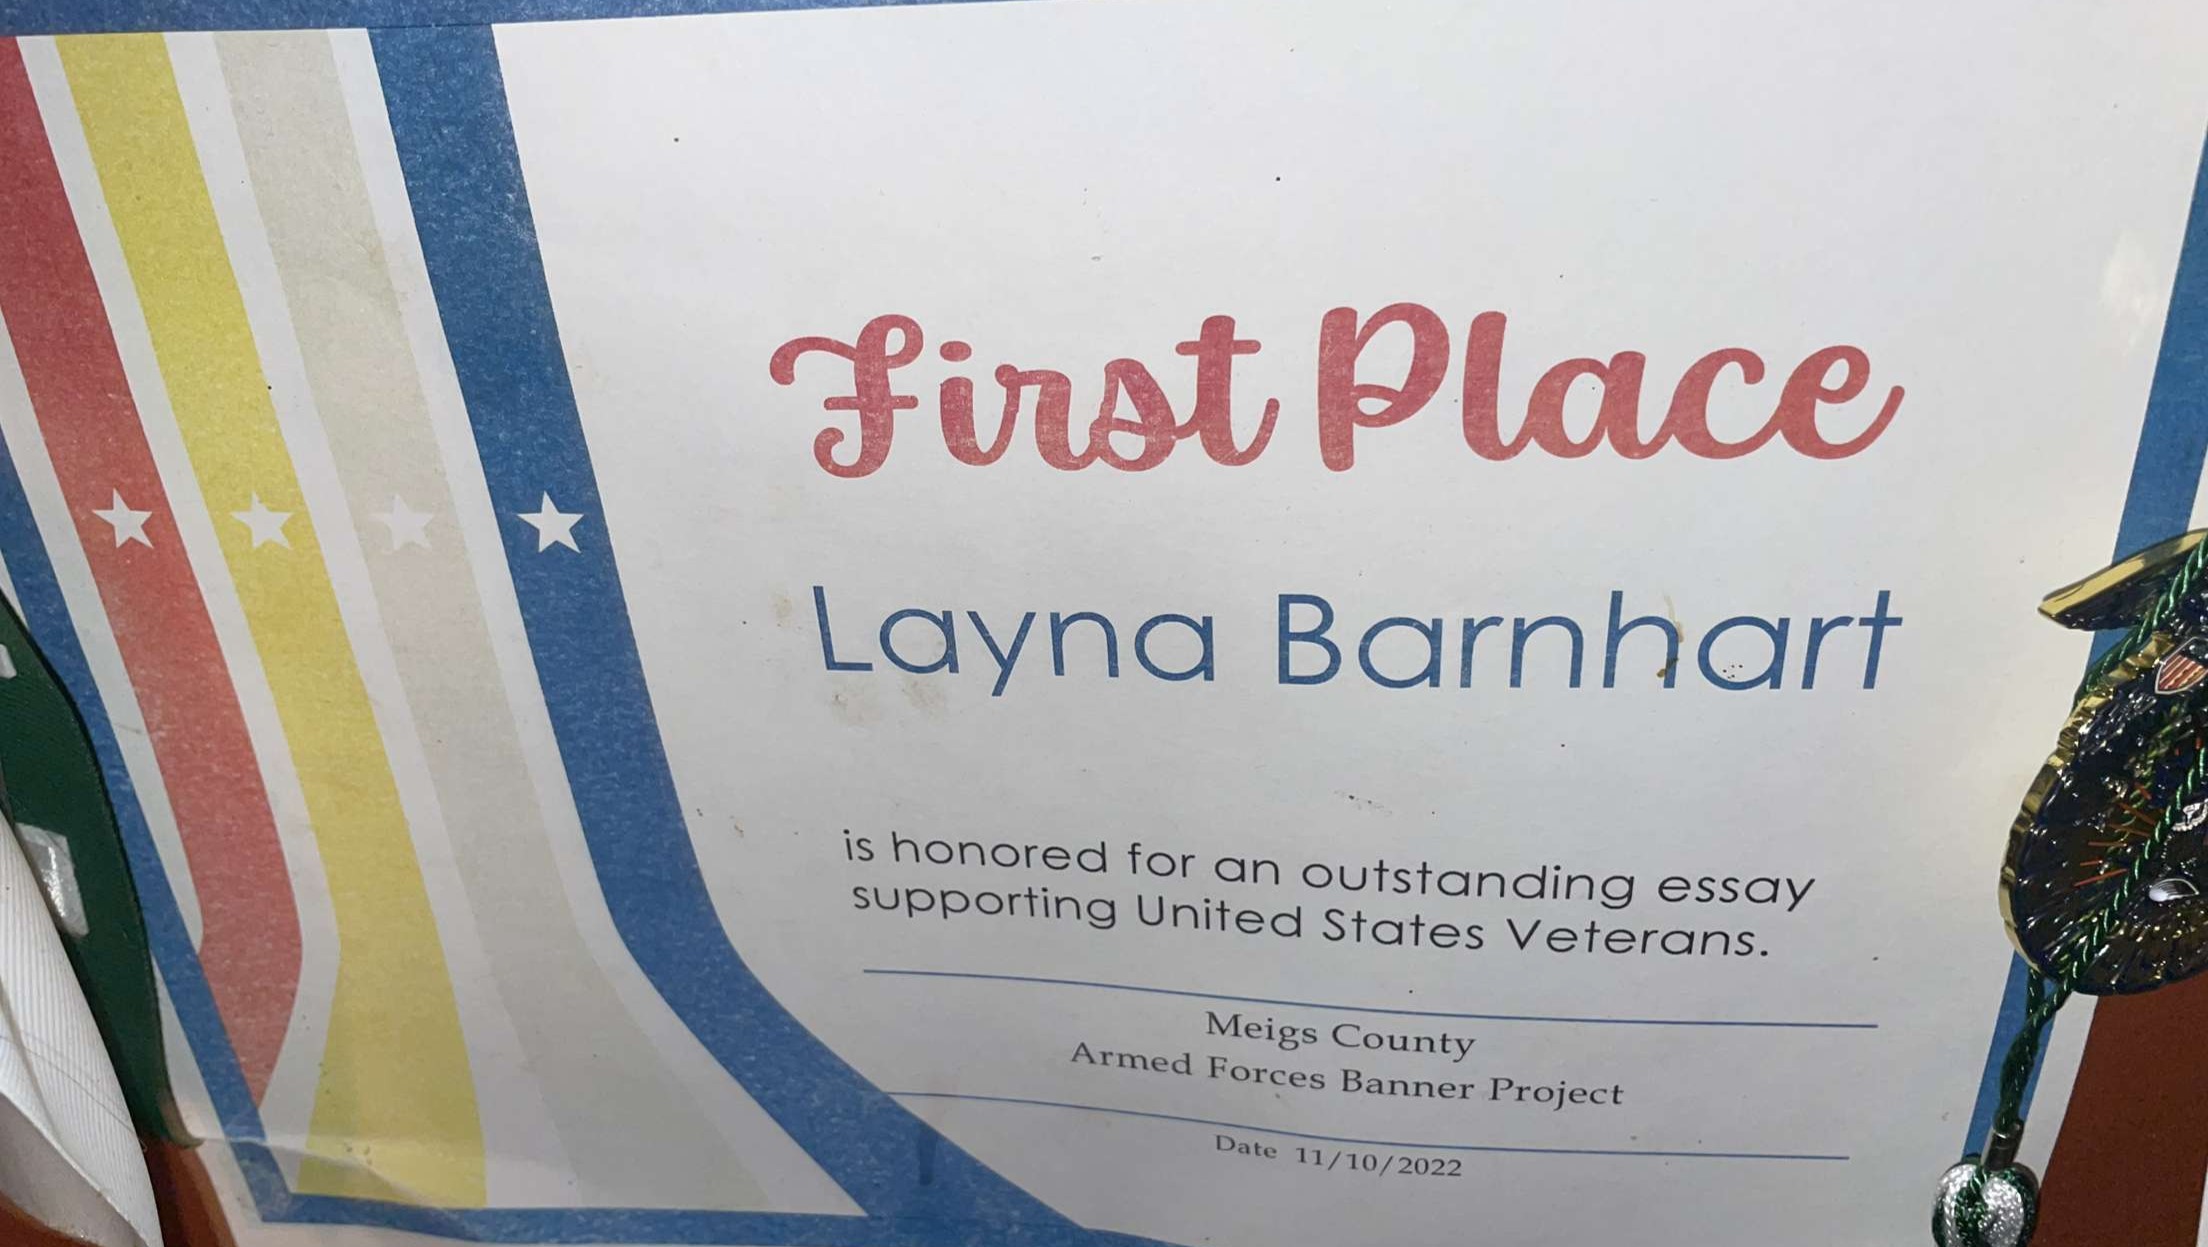 First Place
Layna Barnhart
is honored for an outstanding essay
supporting United States Veterans.
Meigs County
Armed Forces Banner Project
Date 11/10/2022